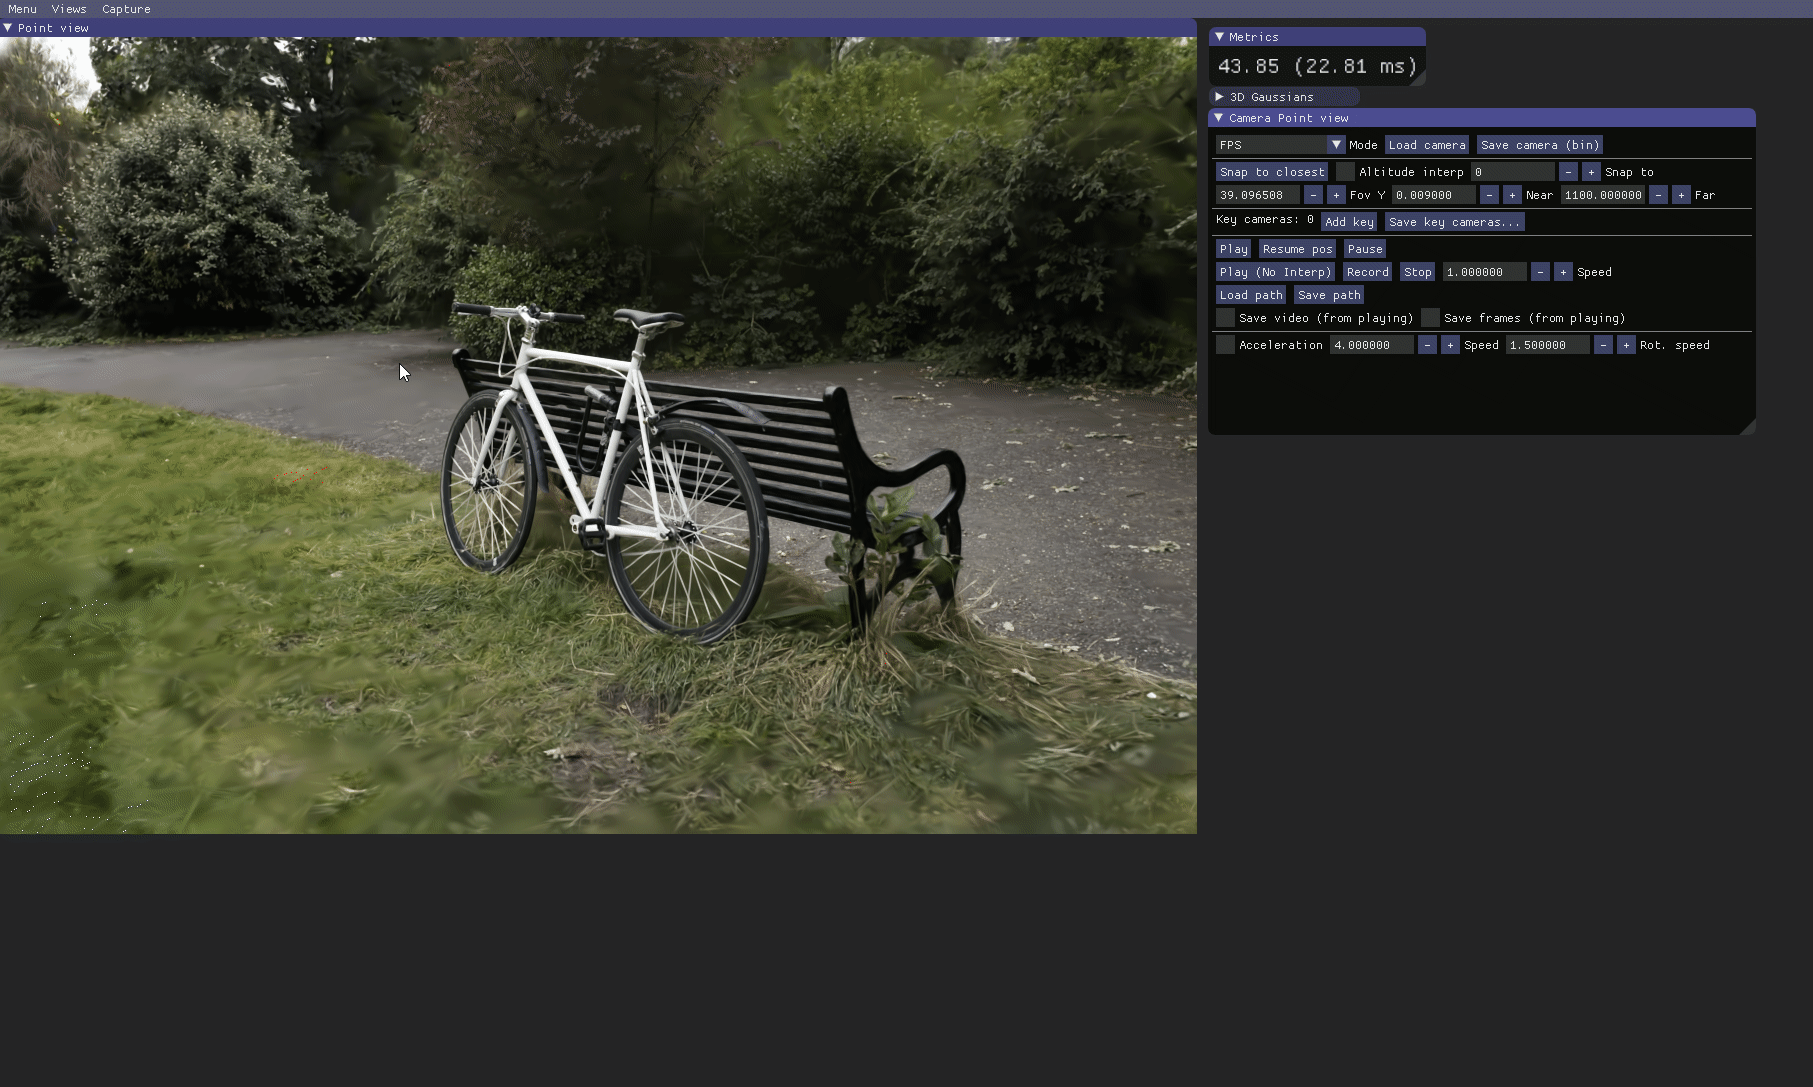 Menu Views Capture
Point view
Metrics
43.85 (22.81 ms)
3D Gaussians
Camera Point view
FPS Mode Load camera Save camera (bin)
Snap to closest Altitude interp 0 - + Snap to
39.096508 - + Fov Y 0.009000 - + Near 1100.000000 - + Far
Key cameras: 0 Add key Save key cameras...
Play Resume pos Pause
Play (No Interp) Record Stop 1.000000 - + Speed
Load path Save path
Save video (from playing) Save frames (from playing)
Acceleration 4.000000 - + Speed 1.500000 - + Rot. speed